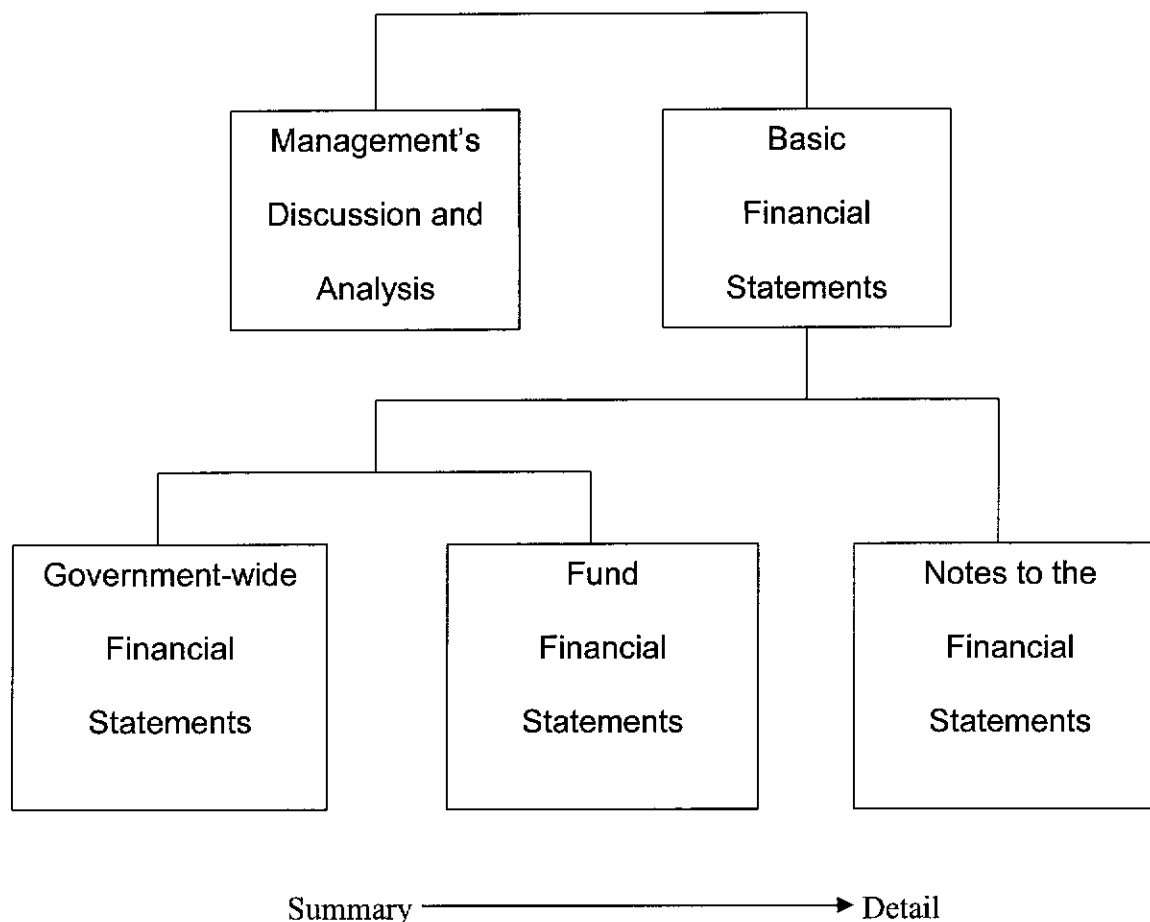 Management's
Discussion and
Analysis
Basic
Financial
Statements
Government-wide
Financial
Statements
Fund
Financial
Statements
Notes to the
Financial
Statements
Summary Detail